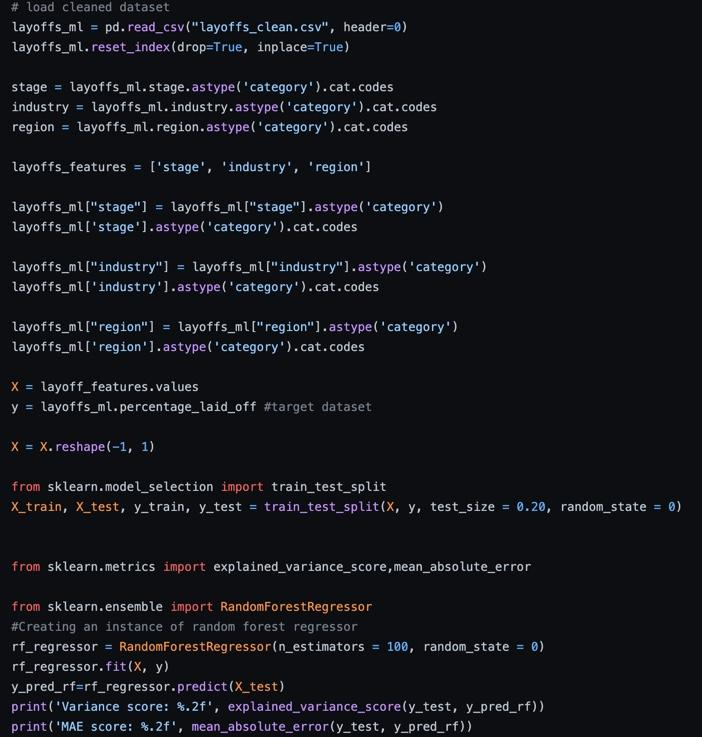 # load cleaned dataset
layoffs_ml = pd.read_csv("layoffs_clean.csv", header=0)
layoffs_ml.reset_index(drop=True, inplace=True)
stage = layoffs_ml.stage.astype('category').cat.codes
industry = layoffs_ml.industry.astype('category').cat.codes
region = layoffs_ml.region.astype('category').cat.codes
layoffs_features = ['stage', 'industry', 'region']
layoffs_ml["stage"] = layoffs_ml["stage"].astype('category')
layoffs_ml['stage'].astype('category').cat.codes
layoffs_ml["industry"] = layoffs_ml["industry"].astype('category')
layoffs_ml['industry'].astype('category').cat.codes
layoffs_ml["region"] = layoffs_ml["region"].astype('category')
layoffs_ml['region'].astype('category').cat.codes
X = layoff_features.values
y = layoffs_ml.percentage_laid_off #target dataset
X = X.reshape(-1, 1)
from sklearn.model_selection import train_test_split
X_train, X_test, y_train, y_test = train_test_split(X, y, test_size = 0.20, random_state = 0)
from sklearn.metrics import explained_variance_score,mean_absolute_error
from sklearn.ensemble import RandomForestRegressor
#Creating an instance of random forest regressor
rf_regressor = RandomForestRegressor(n_estimators = 100, random_state = 0)
rf_regressor.fit(X, y)
y_pred_rf=rf_regressor.predict(X_test)
print('Variance score: %.2f', explained_variance_score(y_test, y_pred_rf))
print('MAE score: %.2f', mean_absolute_error(y_test, y_pred_rf))